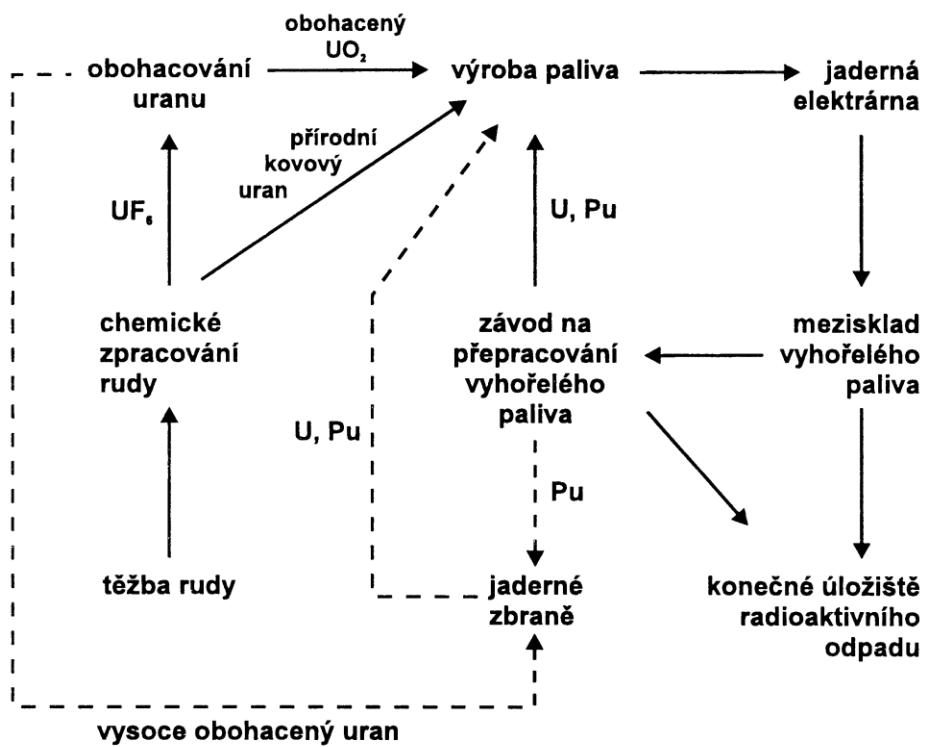 obohacený
UO₂
obohacování
uranu
výroba paliva
jaderná
elektrárna
přírodní
kovový
uran
UF₆
U, Pu
chemické
zpracování
rudy
závod na
přepracování
vyhořelého
paliva
mezisklad
vyhořelého
paliva
U, Pu
Pu
těžba rudy
jaderné
zbraně
konečné úložiště
radioaktivního
odpadu
vysoce obohacený uran